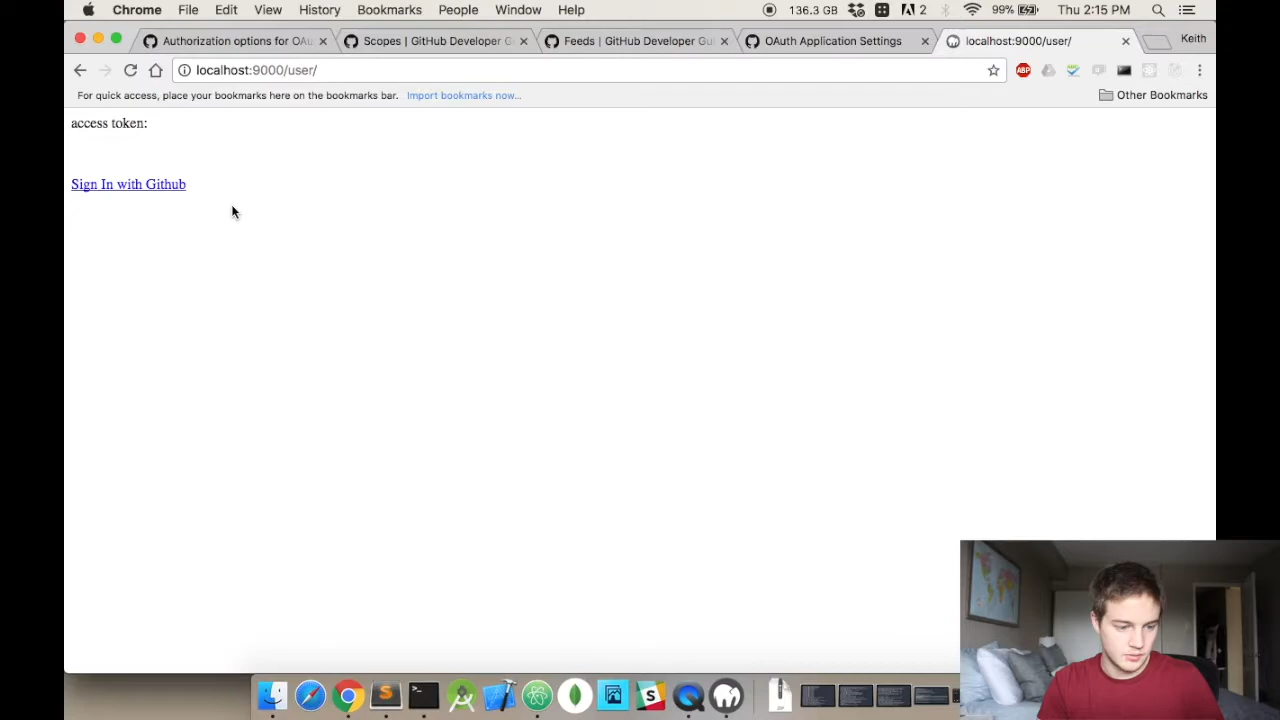 Chrome File Edit View History Bookmarks People Window Help 136.3 GB 2 99% Thu 2:15 PM
Authorization options for OAu Scopes | GitHub Developer G Feeds | GitHub Developer Gui OAuth Application Settings localhost:9000/user/ Keith
localhost:9000/user/ ABP
For quick access, place your bookmarks here on the bookmarks bar. Import bookmarks now... Other Bookmarks
access token:
Sign In with Github